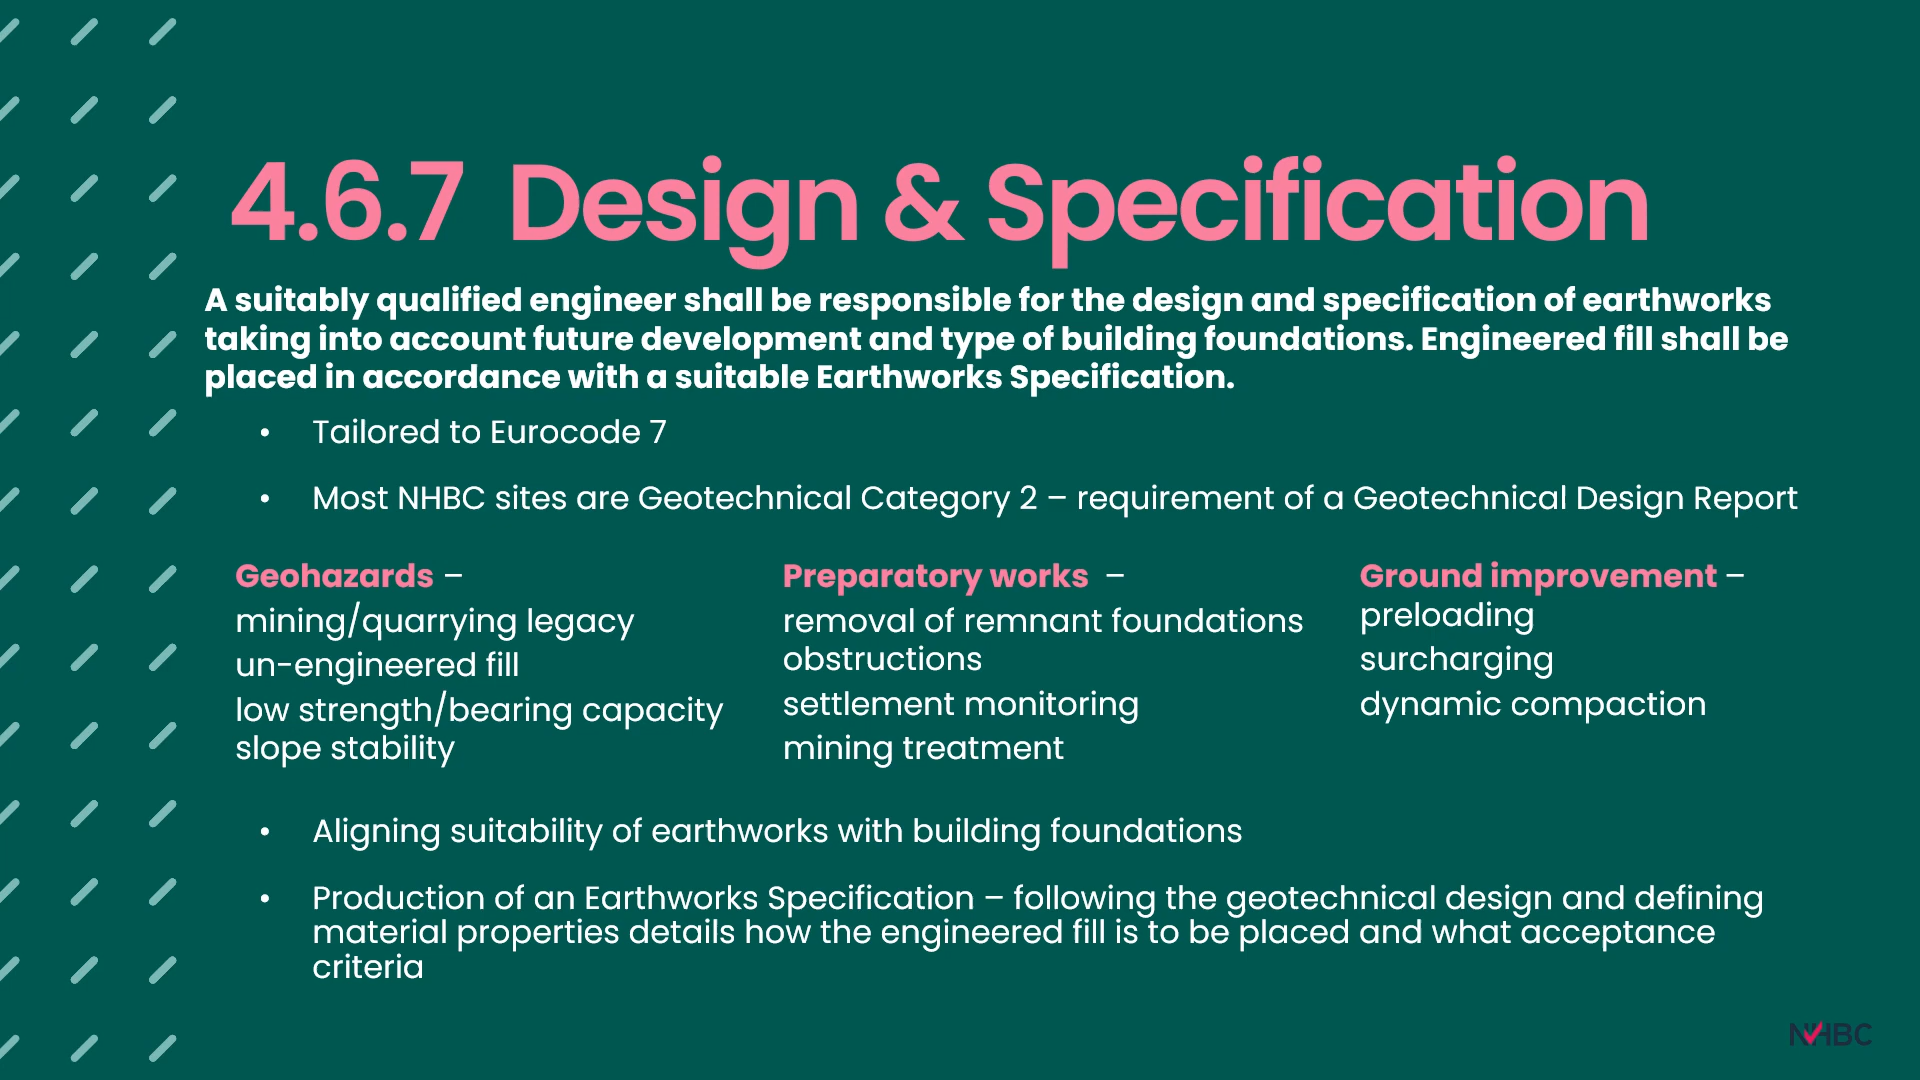 4.6.7 Design & Specification
A suitably qualified engineer shall be responsible for the design and specification of earthworks
taking into account future development and type of building foundations. Engineered fill shall be
placed in accordance with a suitable Earthworks Specification.
• Tailored to Eurocode 7
• Most NHBC sites are Geotechnical Category 2 – requirement of a Geotechnical Design Report
Geohazards –
mining/quarrying legacy
un-engineered fill
low strength/bearing capacity
slope stability
Preparatory works –
removal of remnant foundations
obstructions
settlement monitoring
mining treatment
Ground improvement –
preloading
surcharging
dynamic compaction
• Aligning suitability of earthworks with building foundations
• Production of an Earthworks Specification – following the geotechnical design and defining
material properties details how the engineered fill is to be placed and what acceptance
criteria
NHBC